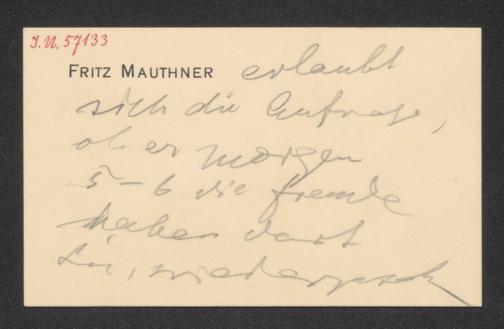 J.N. 57133
FRITZ MAUTHNER erlaubt
sich die Anfrage,
ob er morgen
5–6 die Freude
haben darf